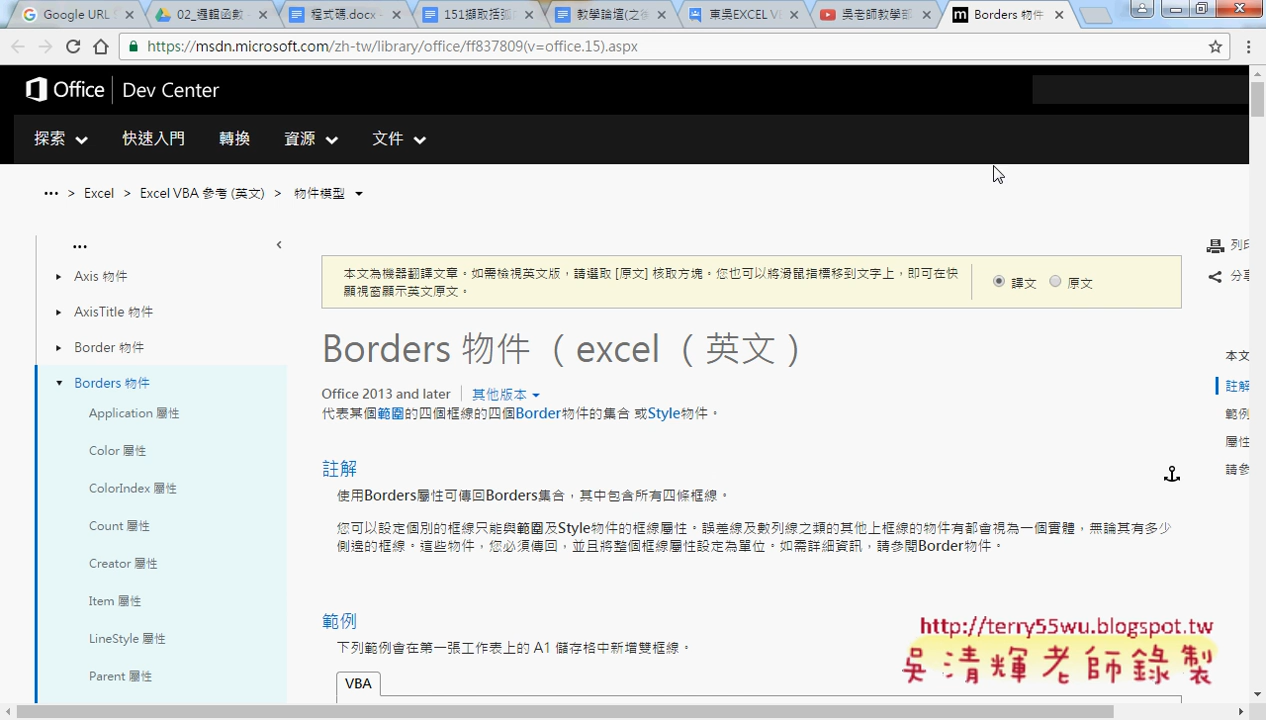 Google URL S
02_邏輯函數 -
程式碼.docx -
151擷取括弧
教學論壇(之後
東吳EXCEL VB
吳老師教學部
Borders 物件
https://msdn.microsoft.com/zh-tw/library/office/ff837809(v=office.15).aspx
Office | Dev Center
探索
快速入門
轉換
資源
文件
··· > Excel > Excel VBA 參考 (英文) > 物件模型
···
Axis 物件
AxisTitle 物件
Border 物件
Borders 物件
Application 屬性
Color 屬性
ColorIndex 屬性
Count 屬性
Creator 屬性
Item 屬性
LineStyle 屬性
Parent 屬性
本文為機器翻譯文章。如需檢視英文版，請選取 [原文] 核取方塊。您也可以將滑鼠指標移到文字上，即可在快
顯視窗顯示英文原文。
譯文 原文
Borders 物件 （excel （英文）
Office 2013 and later | 其他版本
代表某個範圍的四個框線的四個Border物件的集合 或Style物件。
註解
使用Borders屬性可傳回Borders集合，其中包含所有四條框線。
您可以設定個別的框線只能與範圍及Style物件的框線屬性。誤差線及數列線之類的其他上框線的物件有都會視為一個實體，無論其有多少
側邊的框線。這些物件，您必須傳回，並且將整個框線屬性設定為單位。如需詳細資訊，請參閱Border物件。
範例
下列範例會在第一張工作表上的 A1 儲存格中新增雙框線。
VBA
列印
分享
本文
註解
範例
屬性
請參
http://terry55wu.blogspot.tw
吳清輝老師錄製